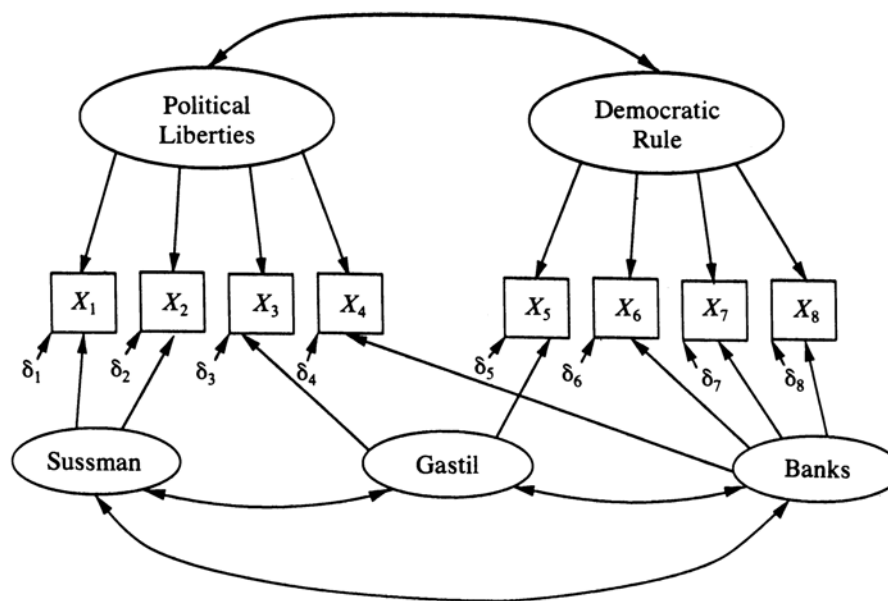 Political
Liberties
Democratic
Rule
X₁ X₂ X₃ X₄ X₅ X₆ X₇ X₈
δ₁ δ₂ δ₃ δ₄ δ₅ δ₆ δ₇ δ₈
Sussman Gastil Banks